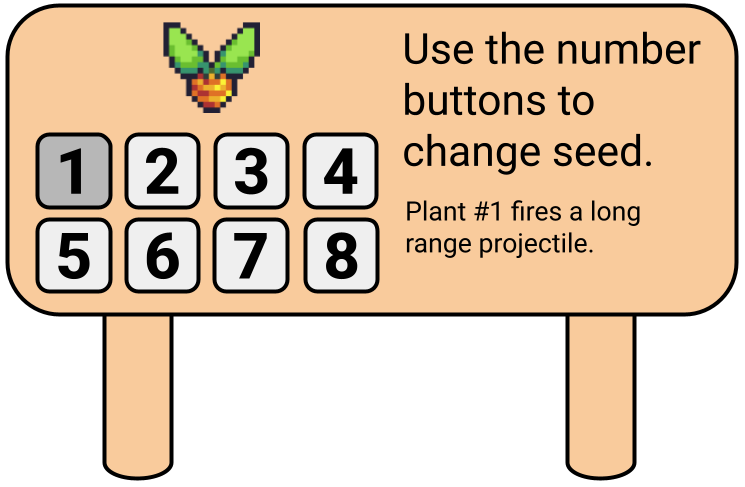 1 2 3 4
5 6 7 8
Use the number
buttons to
change seed.
Plant #1 fires a long
range projectile.